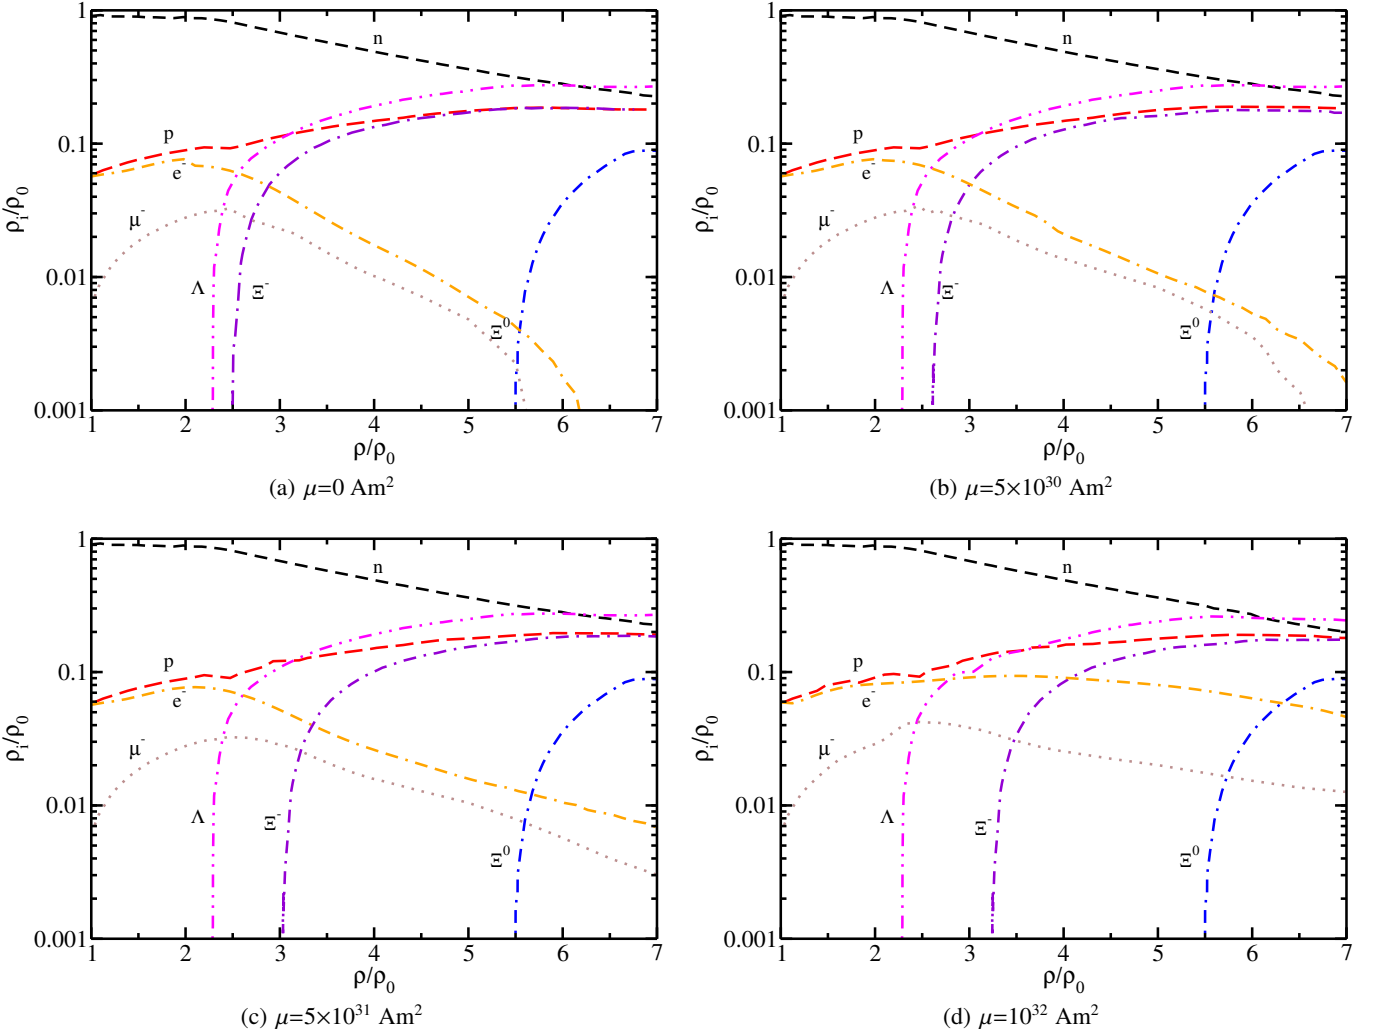 1
0.1
0.01
0.001
ρᵢ/ρ₀
n
p
e⁻
μ⁻
Λ
Ξ⁻
Ξ⁰
1 2 3 4 5 6 7
ρ/ρ₀
(a) μ=0 Am²
1
0.1
0.01
0.001
ρᵢ/ρ₀
n
p
e⁻
μ⁻
Λ
Ξ⁻
Ξ⁰
1 2 3 4 5 6 7
ρ/ρ₀
(b) μ=5×10³⁰ Am²
1
0.1
0.01
0.001
ρᵢ/ρ₀
n
p
e⁻
μ⁻
Λ
Ξ⁻
Ξ⁰
1 2 3 4 5 6 7
ρ/ρ₀
(c) μ=5×10³¹ Am²
1
0.1
0.01
0.001
ρᵢ/ρ₀
n
p
e⁻
μ⁻
Λ
Ξ⁻
Ξ⁰
1 2 3 4 5 6 7
ρ/ρ₀
(d) μ=10³² Am²